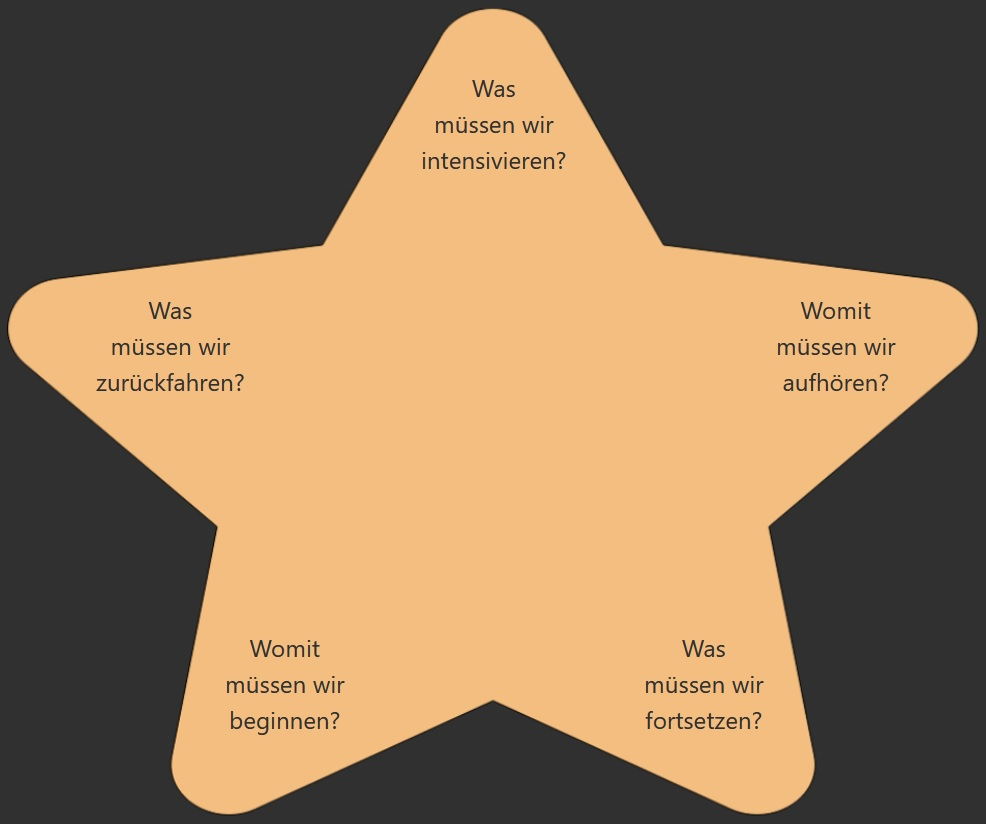 Was
müssen wir
intensivieren?
Was
müssen wir
zurückfahren?
Womit
müssen wir
aufhören?
Womit
müssen wir
beginnen?
Was
müssen wir
fortsetzen?